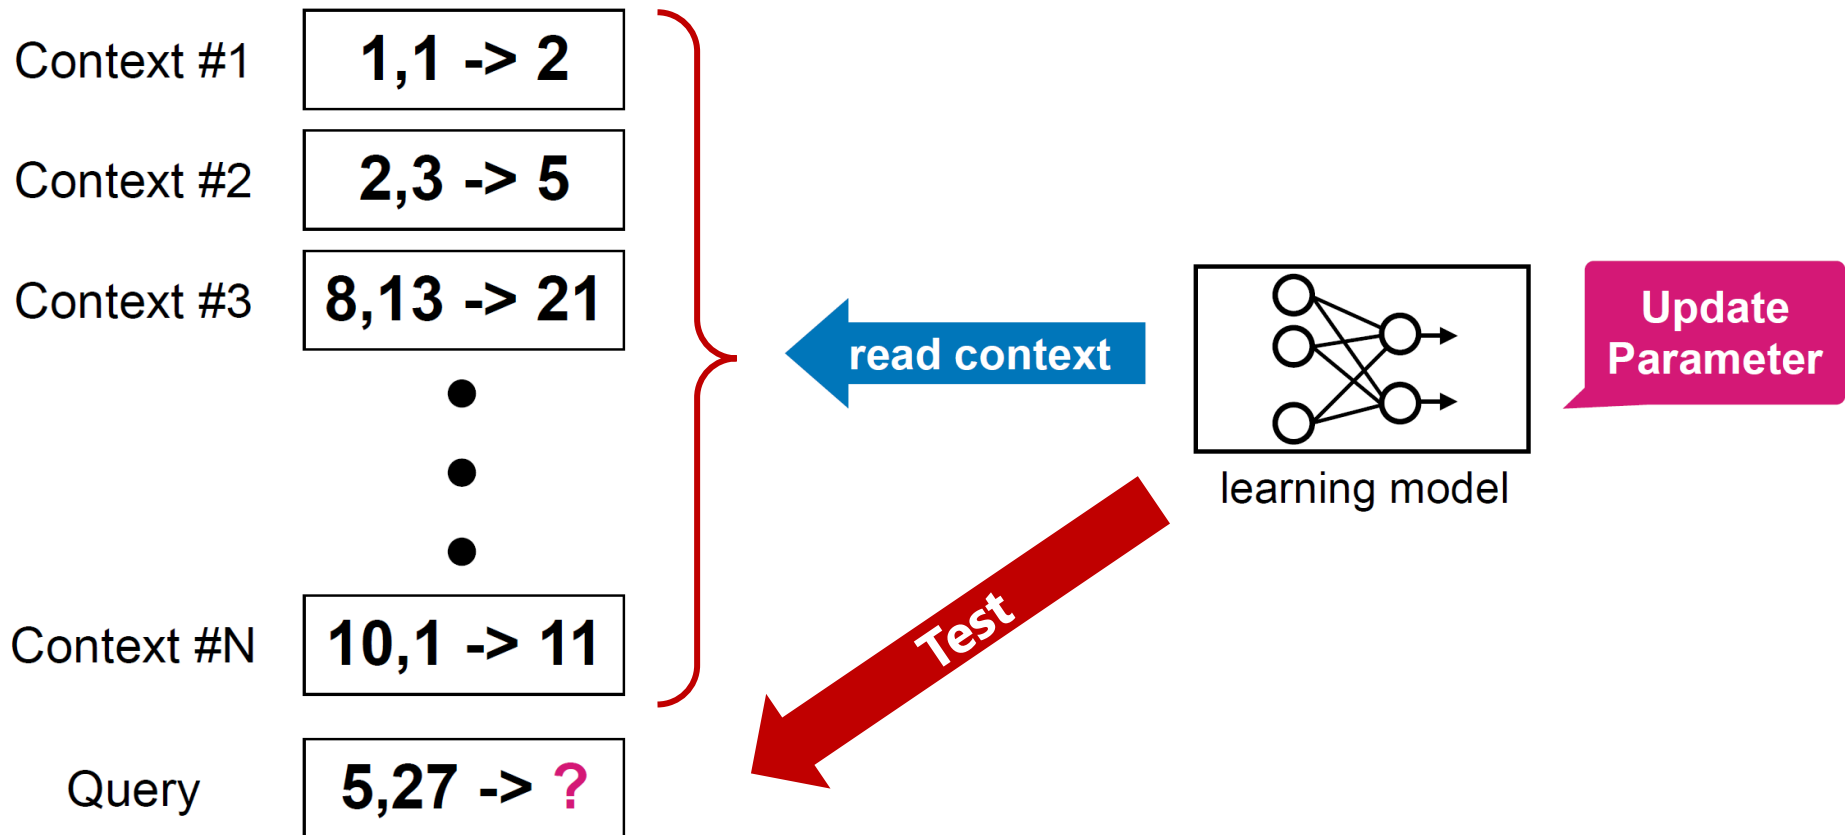 Context #1
1,1 -> 2
Context #2
2,3 -> 5
Context #3
8,13 -> 21
read context
Update
Parameter
learning model
Test
Context #N
10,1 -> 11
Query
5,27 -> ?